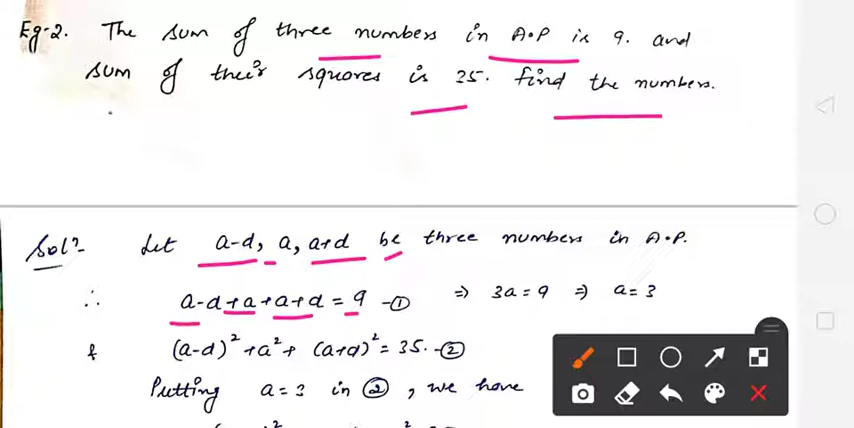 Eg-2. The sum of three numbers in A.P is 9. and
sum of their squares is 35. find the numbers.
Solⁿ Let a-d, a, a+d be three numbers in A.P.
∴ a-d+a+a+d = 9 -① ⇒ 3a = 9 ⇒ a = 3
& (a-d)²+a²+(a+d)² = 35. -②
Putting a = 3 in ②, we have